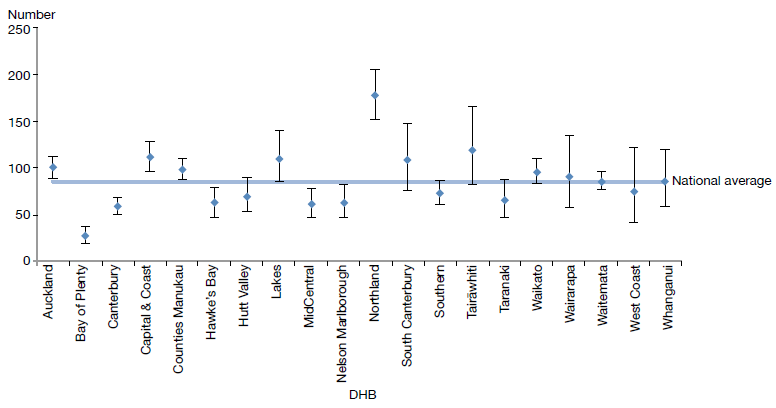 Number
250
200
150
100
50
0
National average
Auckland
Bay of Plenty
Canterbury
Capital & Coast
Counties Manukau
Hawke's Bay
Hutt Valley
Lakes
MidCentral
Nelson Marlborough
Northland
South Canterbury
Southern
Tairāwhiti
Taranaki
Waikato
Wairarapa
Waitemata
West Coast
Whanganui
DHB